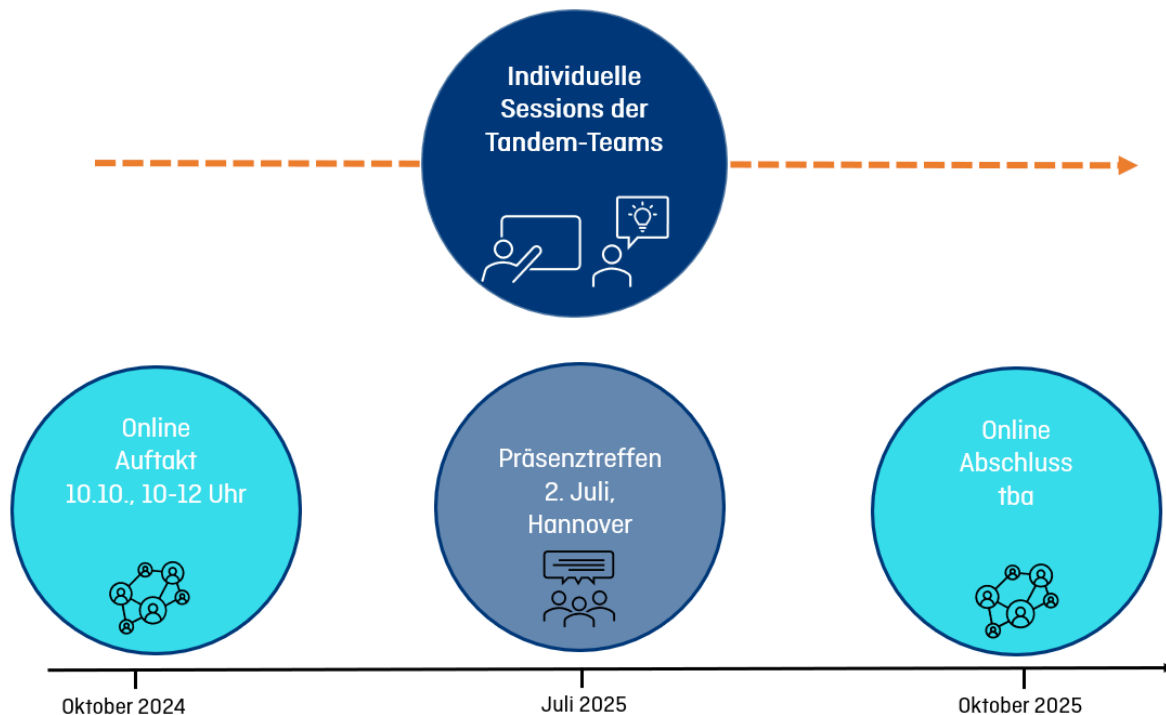 Individuelle
Sessions der
Tandem-Teams
Online
Auftakt
10.10., 10-12 Uhr
Präsenztreffen
2. Juli,
Hannover
Online
Abschluss
tba
Oktober 2024
Juli 2025
Oktober 2025